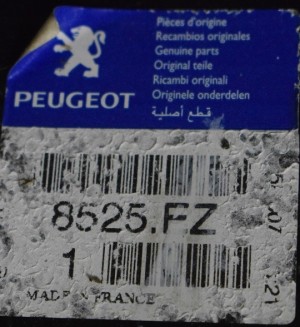 Pièces d'origine
Recambios originales
Genuine parts
Original teile
Ricambi originali
Originele onderdelen
قطع أصلية
PEUGEOT
8525.FZ
1
MADE IN FRANCE